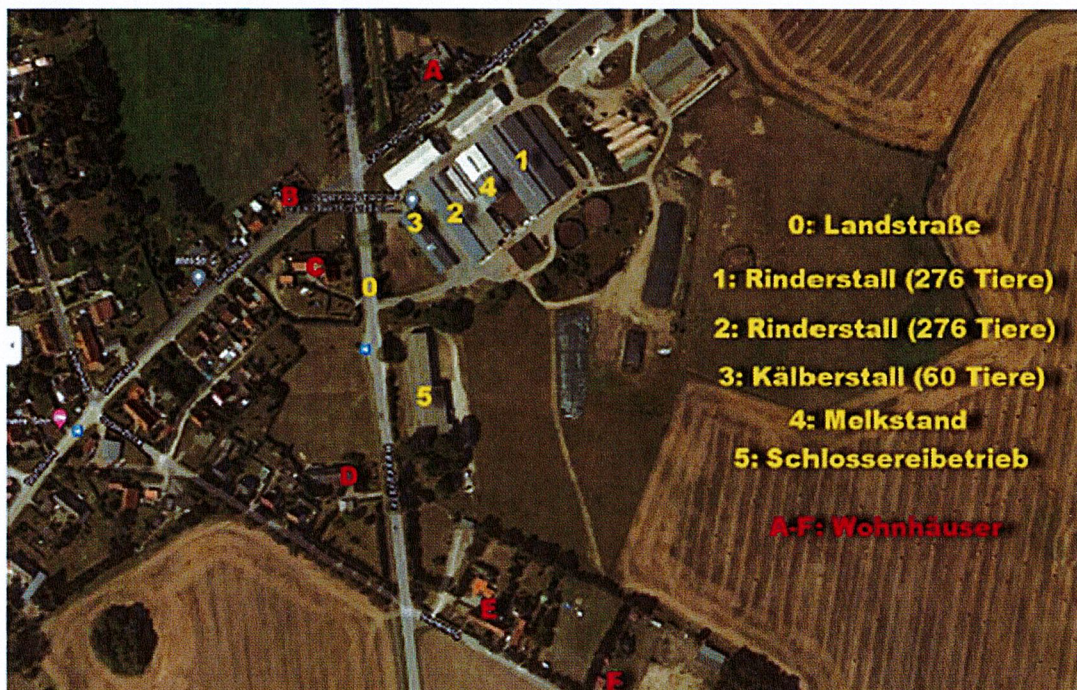 A
1
B
4
3
2
C
0
5
D
E
F
0: Landstraße
1: Rinderstall (276 Tiere)
2: Rinderstall (276 Tiere)
3: Kälberstall (60 Tiere)
4: Melkstand
5: Schlossereibetrieb
A-F: Wohnhäuser